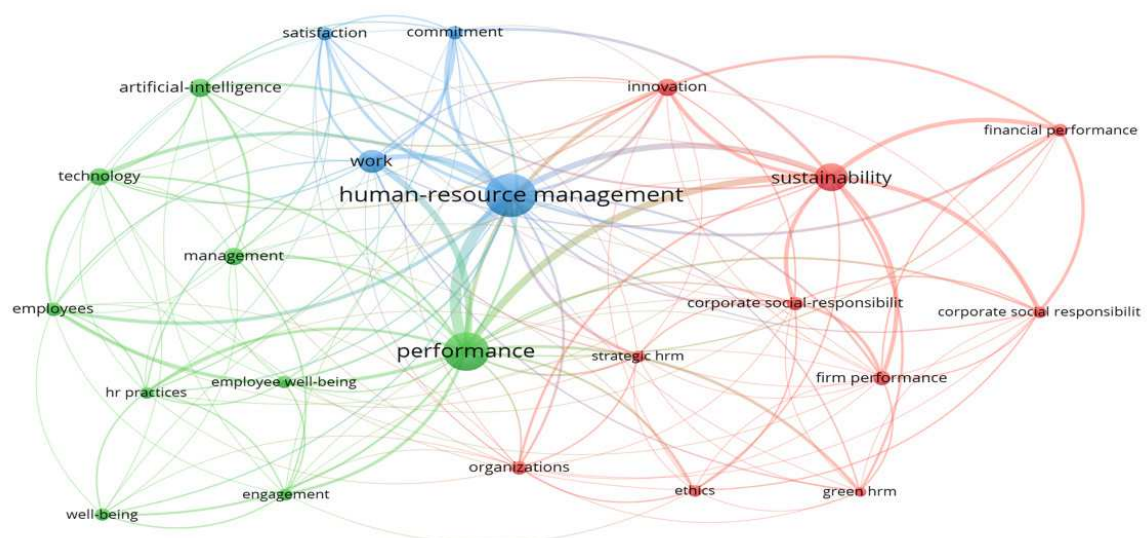 satisfaction
commitment
artificial-intelligence
innovation
financial performance
work
technology
sustainability
human-resource management
management
employees
corporate social-responsibilit
corporate social responsibilit
performance
strategic hrm
firm performance
employee well-being
hr practices
organizations
engagement
ethics
green hrm
well-being